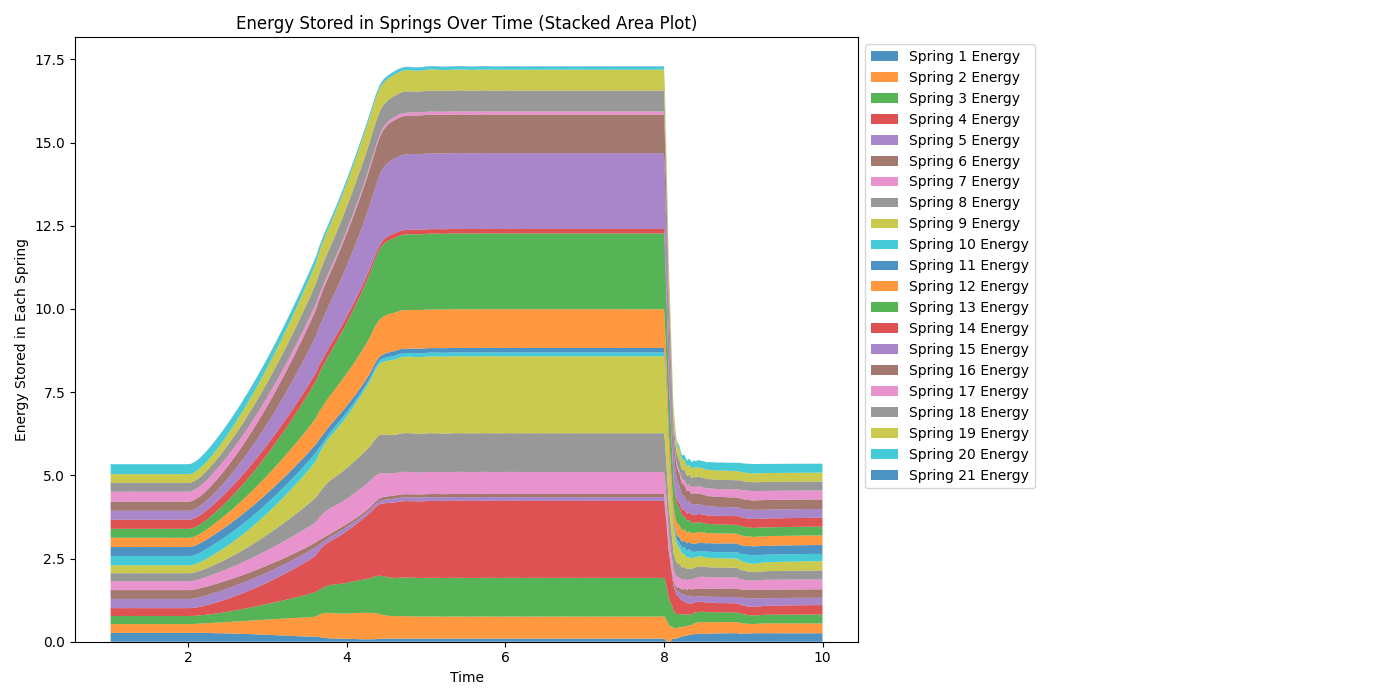 Energy Stored in Springs Over Time (Stacked Area Plot)
Energy Stored in Each Spring
17.5
15.0
12.5
10.0
7.5
5.0
2.5
0.0
2
4
6
8
10
Time
Spring 1 Energy
Spring 2 Energy
Spring 3 Energy
Spring 4 Energy
Spring 5 Energy
Spring 6 Energy
Spring 7 Energy
Spring 8 Energy
Spring 9 Energy
Spring 10 Energy
Spring 11 Energy
Spring 12 Energy
Spring 13 Energy
Spring 14 Energy
Spring 15 Energy
Spring 16 Energy
Spring 17 Energy
Spring 18 Energy
Spring 19 Energy
Spring 20 Energy
Spring 21 Energy